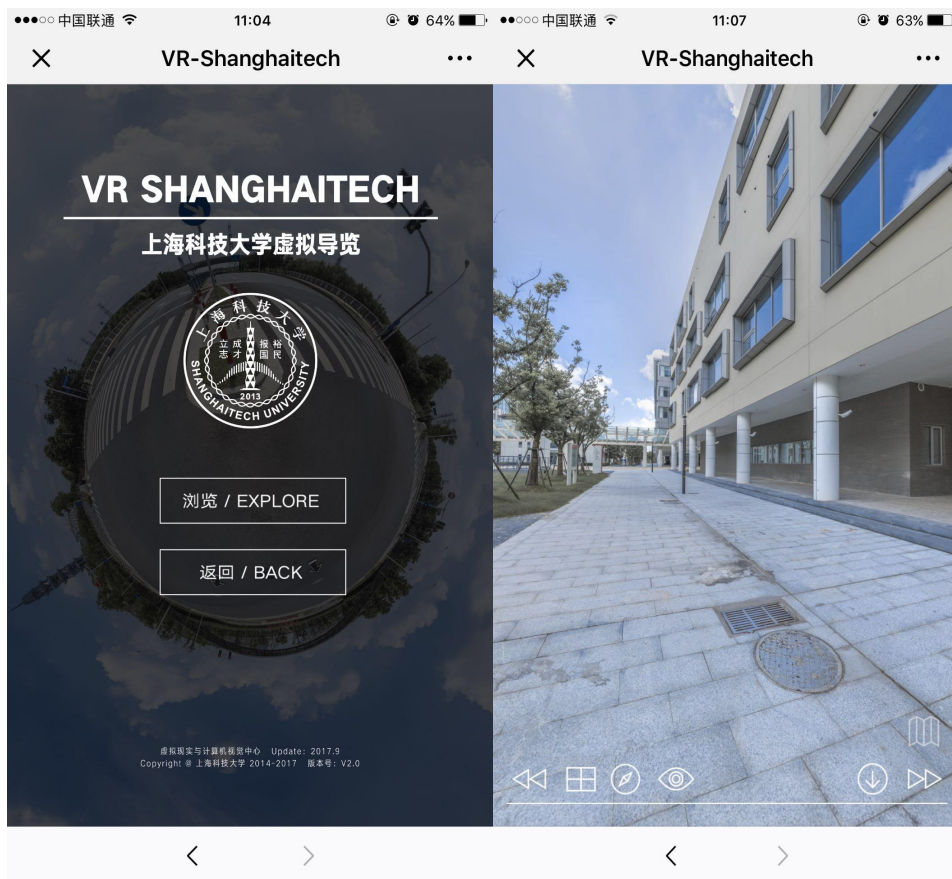 中国联通
11:04
64%
VR-Shanghaitech
VR SHANGHAITECH
上海科技大学虚拟导览
上海科技大学
立成报裕
志才国民
2013
SHANGHAITECH UNIVERSITY
浏览 / EXPLORE
返回 / BACK
虚拟现实与计算机视觉中心 Update: 2017.9
Copyright @ 上海科技大学 2014-2017 版本号: V2.0
中国联通
11:07
63%
VR-Shanghaitech